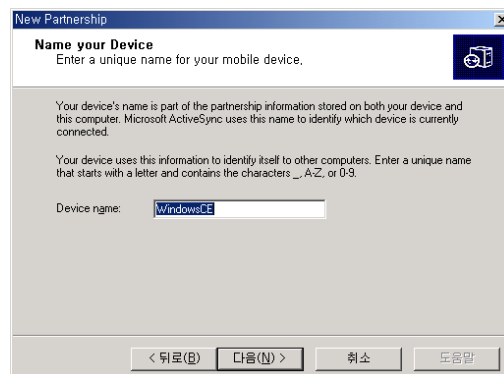 New Partnership
Name your Device
Enter a unique name for your mobile device,
Your device's name is part of the partnership information stored on both your device and
this computer. Microsoft ActiveSync uses this name to identify which device is currently
connected.
Your device uses this information to identify itself to other computers. Enter a unique name
that starts with a letter and contains the characters _, A-Z, or 0-9.
Device name:
WindowsCE
< 뒤로(B) 다음(N) > 취소 도움말